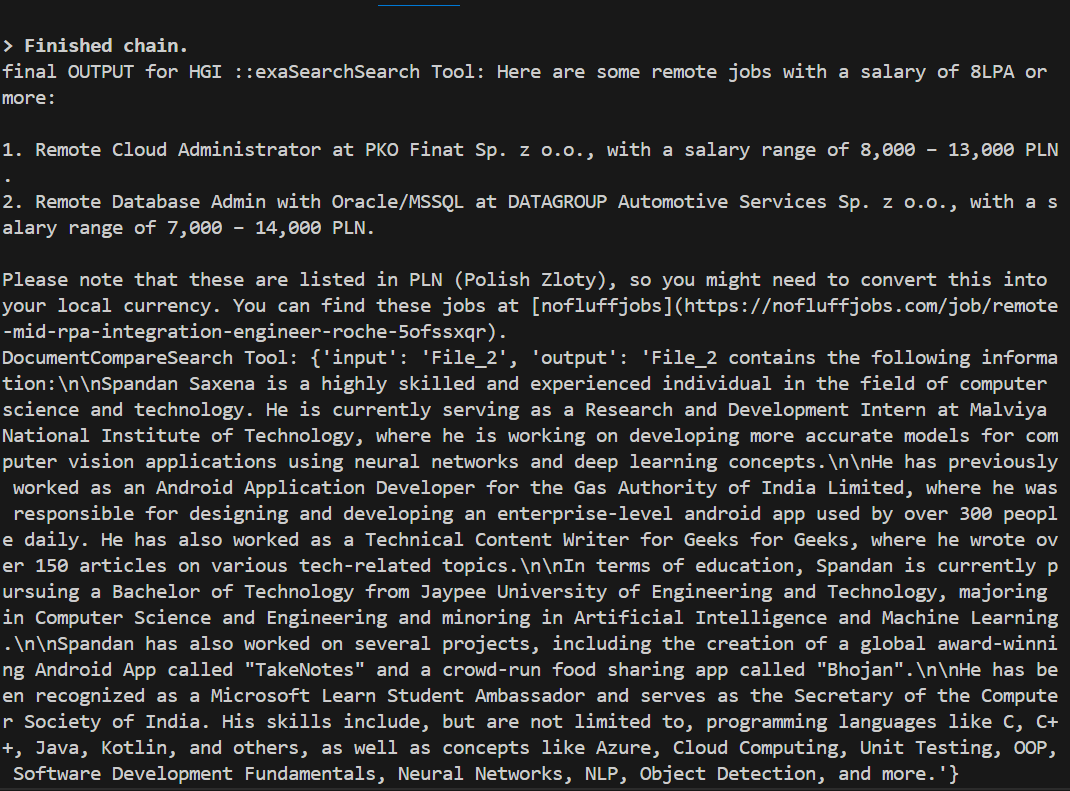 > Finished chain.
final OUTPUT for HGI ::exaSearchSearch Tool: Here are some remote jobs with a salary of 8LPA or
more:
1. Remote Cloud Administrator at PKO Finat Sp. z o.o., with a salary range of 8,000 – 13,000 PLN
.
2. Remote Database Admin with Oracle/MSSQL at DATAGROUP Automotive Services Sp. z o.o., with a s
alary range of 7,000 – 14,000 PLN.
Please note that these are listed in PLN (Polish Zloty), so you might need to convert this into
your local currency. You can find these jobs at [nofluffjobs](https://nofluffjobs.com/job/remote
-mid-rpa-integration-engineer-roche-5ofssxqr).
DocumentCompareSearch Tool: {'input': 'File_2', 'output': 'File_2 contains the following informa
tion:\n\nSpandan Saxena is a highly skilled and experienced individual in the field of computer
science and technology. He is currently serving as a Research and Development Intern at Malviya
National Institute of Technology, where he is working on developing more accurate models for com
puter vision applications using neural networks and deep learning concepts.\n\nHe has previously
 worked as an Android Application Developer for the Gas Authority of India Limited, where he was
 responsible for designing and developing an enterprise-level android app used by over 300 peopl
e daily. He has also worked as a Technical Content Writer for Geeks for Geeks, where he wrote ov
er 150 articles on various tech-related topics.\n\nIn terms of education, Spandan is currently p
ursuing a Bachelor of Technology from Jaypee University of Engineering and Technology, majoring
in Computer Science and Engineering and minoring in Artificial Intelligence and Machine Learning
.\n\nSpandan has also worked on several projects, including the creation of a global award-winni
ng Android App called "TakeNotes" and a crowd-run food sharing app called "Bhojan".\n\nHe has be
en recognized as a Microsoft Learn Student Ambassador and serves as the Secretary of the Compute
r Society of India. His skills include, but are not limited to, programming languages like C, C+
+, Java, Kotlin, and others, as well as concepts like Azure, Cloud Computing, Unit Testing, OOP,
 Software Development Fundamentals, Neural Networks, NLP, Object Detection, and more.'}